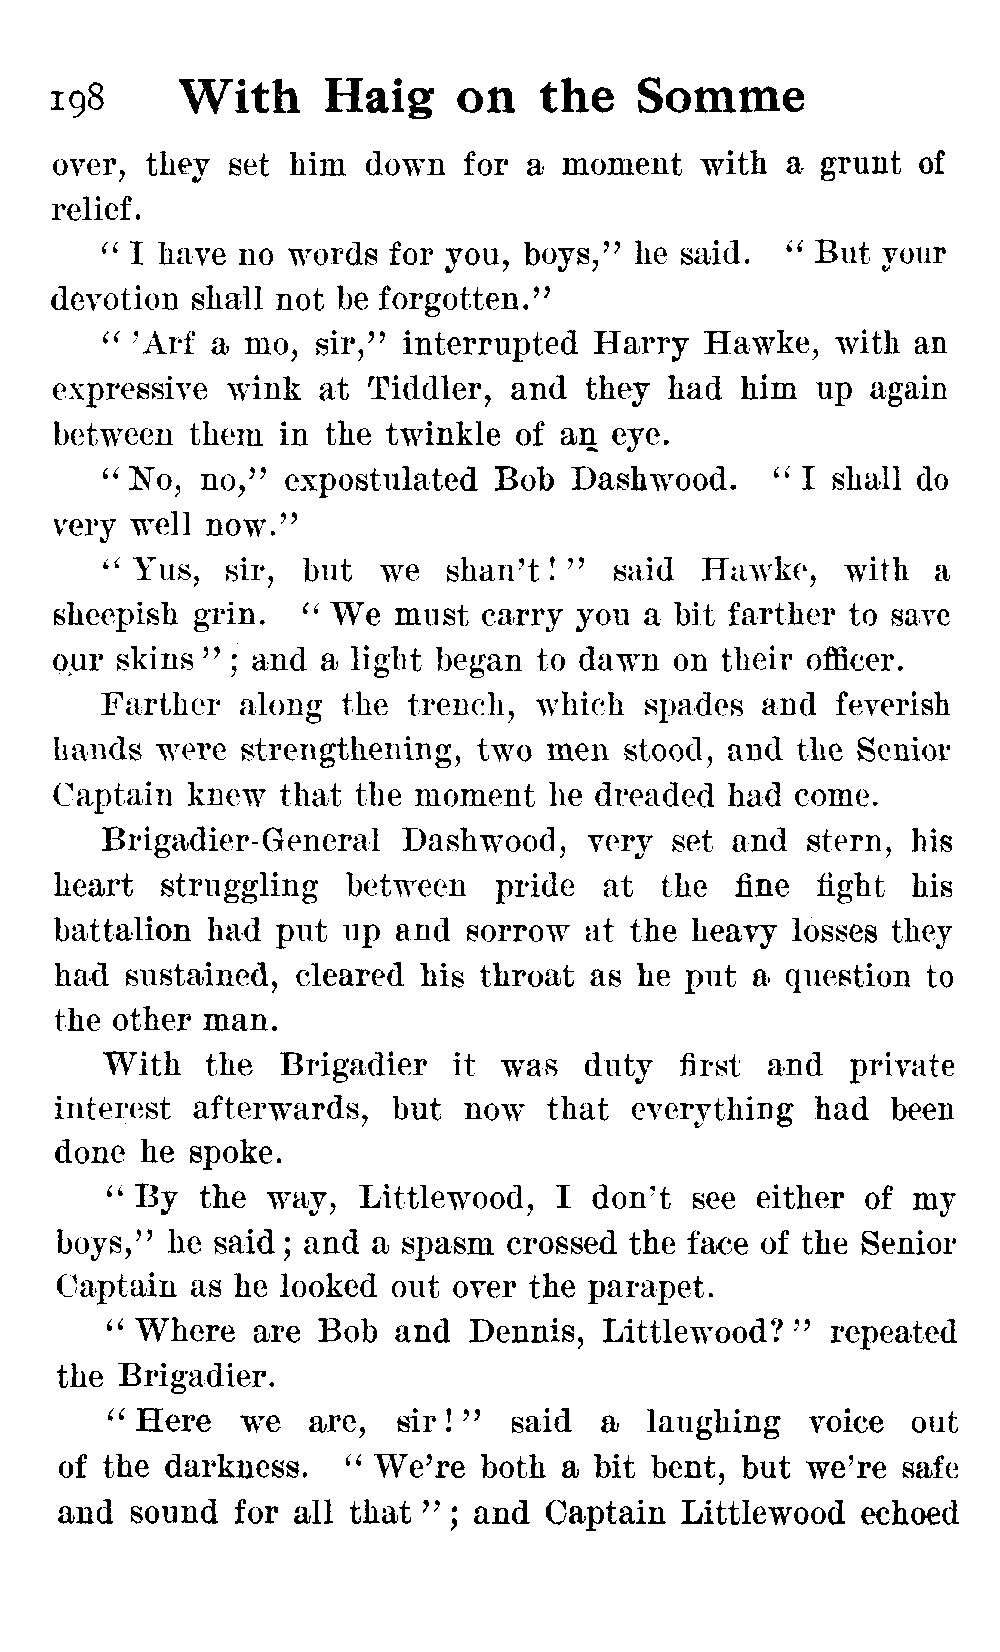 198 With Haig on the Somme
over, they set him down for a moment with a grunt of
relief.
“ I have no words for you, boys,” he said. “ But your
devotion shall not be forgotten.”
“ ’Arf a mo, sir,” interrupted Harry Hawke, with an
expressive wink at Tiddler, and they had him up again
between them in the twinkle of an eye.
“ No, no,” expostulated Bob Dashwood. “ I shall do
very well now.”
“ Yus, sir, but we shan’t! ” said Hawke, with a
sheepish grin. “ We must carry you a bit farther to save
our skins ” ; and a light began to dawn on their officer.
Farther along the trench, which spades and feverish
hands were strengthening, two men stood, and the Senior
Captain knew that the moment he dreaded had come.
Brigadier-General Dashwood, very set and stern, his
heart struggling between pride at the fine fight his
battalion had put up and sorrow at the heavy losses they
had sustained, cleared his throat as he put a question to
the other man.
With the Brigadier it was duty first and private
interest afterwards, but now that everything had been
done he spoke.
“ By the way, Littlewood, I don’t see either of my
boys,” he said ; and a spasm crossed the face of the Senior
Captain as he looked out over the parapet.
“ Where are Bob and Dennis, Littlewood? ” repeated
the Brigadier.
“ Here we are, sir! ” said a laughing voice out
of the darkness. “ We’re both a bit bent, but we’re safe
and sound for all that ” ; and Captain Littlewood echoed